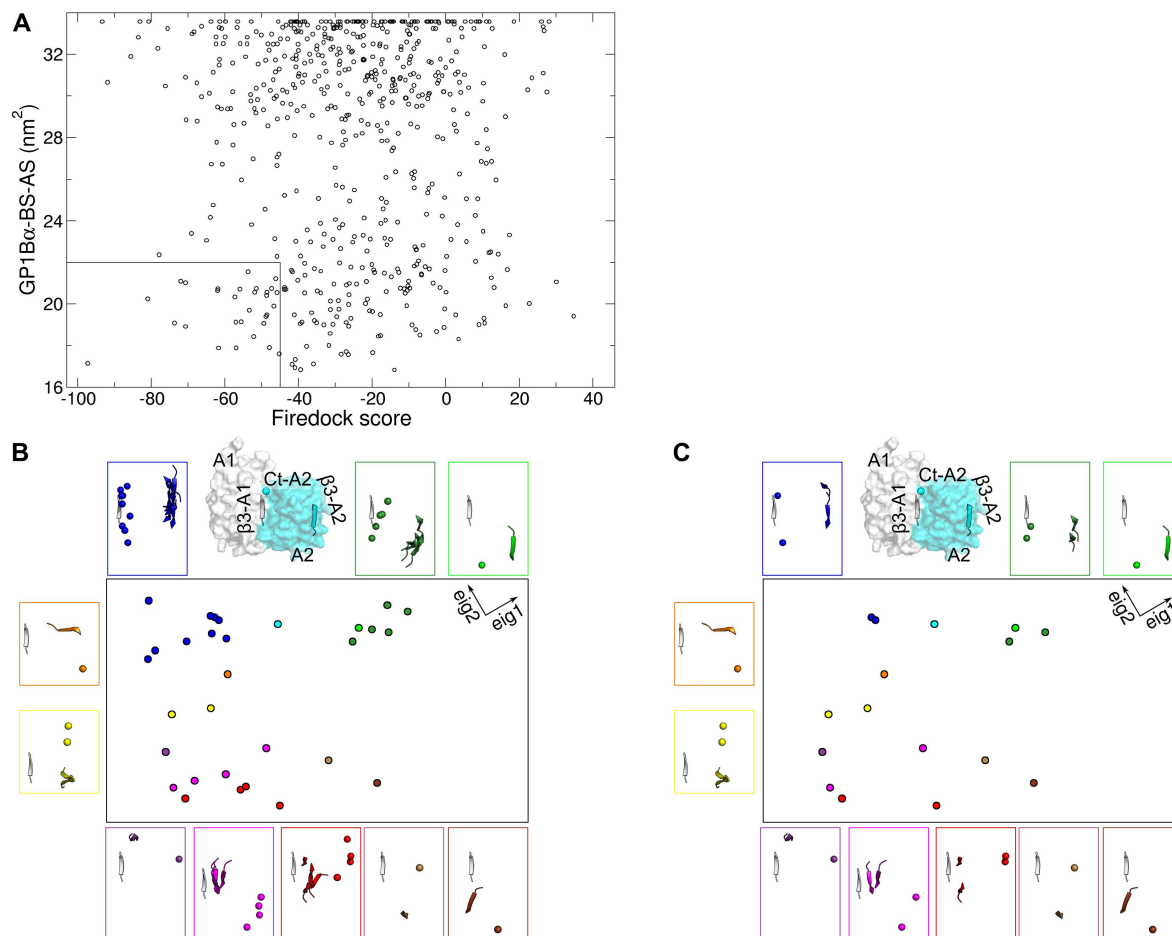 A
GP1Bα-BS-AS (nm²)
32
28
24
20
16
-100 -80 -60 -40 -20 0 20 40
Firedock score
B
A1
Ct-A2
β3-A1
β3-A2
A2
eig2
eig1
C
A1
Ct-A2
β3-A1
β3-A2
A2
eig2
eig1